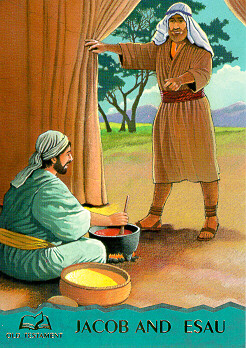 OLD TESTAMENT
JACOB AND ESAU